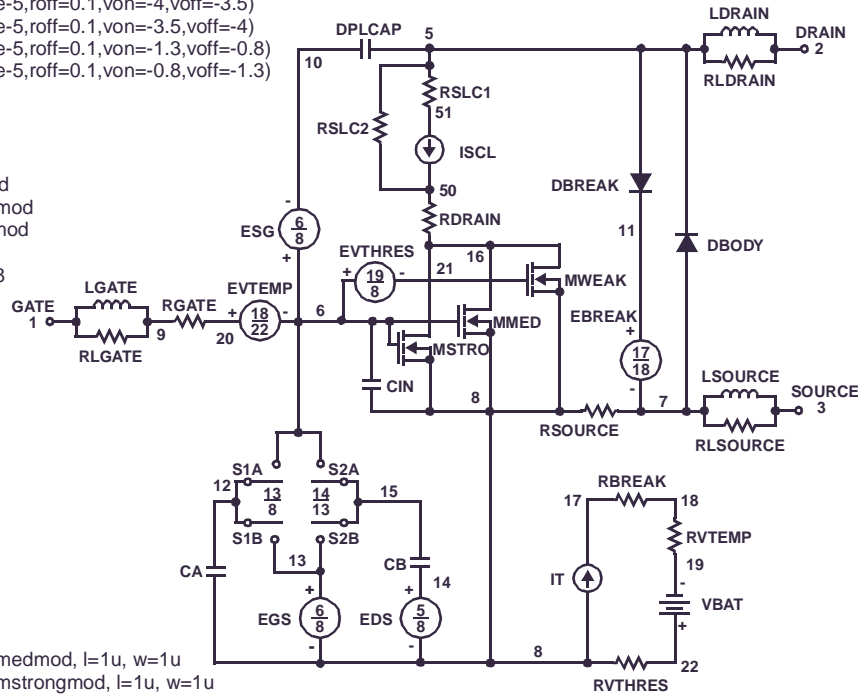 e-5,roff=0.1,von=-4,voff=-3.5)
e-5,roff=0.1,von=-3.5,voff=-4)
e-5,roff=0.1,von=-1.3,voff=-0.8)
e-5,roff=0.1,von=-0.8,voff=-1.3)
d
mod
mod
3
LDRAIN
DPLCAP
5
DRAIN
2
10
RLDRAIN
RSLC1
51
RSLC2
ISCL
50
DBREAK
-
RDRAIN
ESG
6
8
11
DBODY
+
EVTHRES
16
+
19
8
-
21
MWEAK
LGATE
GATE
1
RGATE
EVTEMP
+
18
22
-
6
MMED
EBREAK
+
9
20
MSTRO
17
18
RLGATE
LSOURCE
SOURCE
3
CIN
-
8
7
RSOURCE
RLSOURCE
S1A
S2A
12
13
8
14
13
15
RBREAK
17
18
S1B
S2B
RVTEMP
13
CA
CB
19
IT
-
14
VBAT
+
+
EGS
6
8
EDS
5
8
+
-
-
8
22
RVTHRES
medmod, l=1u, w=1u
mstrongmod, l=1u, w=1u